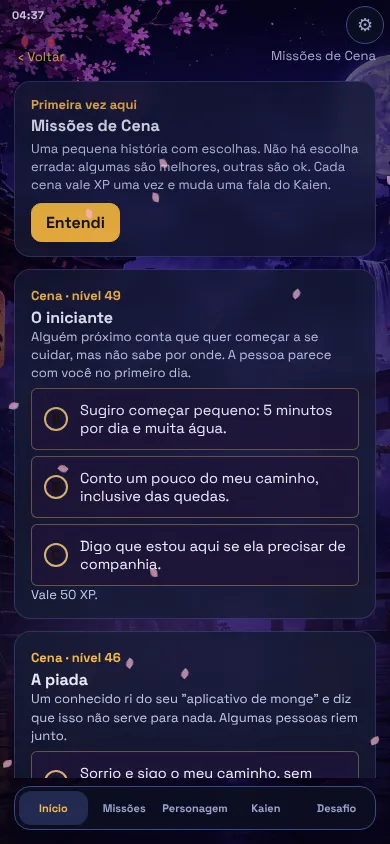 04:37
‹ Voltar
Missões de Cena
Primeira vez aqui
Missões de Cena
Uma pequena história com escolhas. Não há escolha
errada: algumas são melhores, outras são ok. Cada
cena vale XP uma vez e muda uma fala do Kaien.
Entendi
Cena · nível 49
O iniciante
Alguém próximo conta que quer começar a se
cuidar, mas não sabe por onde. A pessoa parece
com você no primeiro dia.
Sugiro começar pequeno: 5 minutos
por dia e muita água.
Conto um pouco do meu caminho,
inclusive das quedas.
Digo que estou aqui se ela precisar de
companhia.
Vale 50 XP.
Cena · nível 46
A piada
Um conhecido ri do seu "aplicativo de monge" e diz
que isso não serve para nada. Algumas pessoas riem
junto.
Sorrio e sigo o meu caminho, sem
Início
Missões
Personagem
Kaien
Desafio